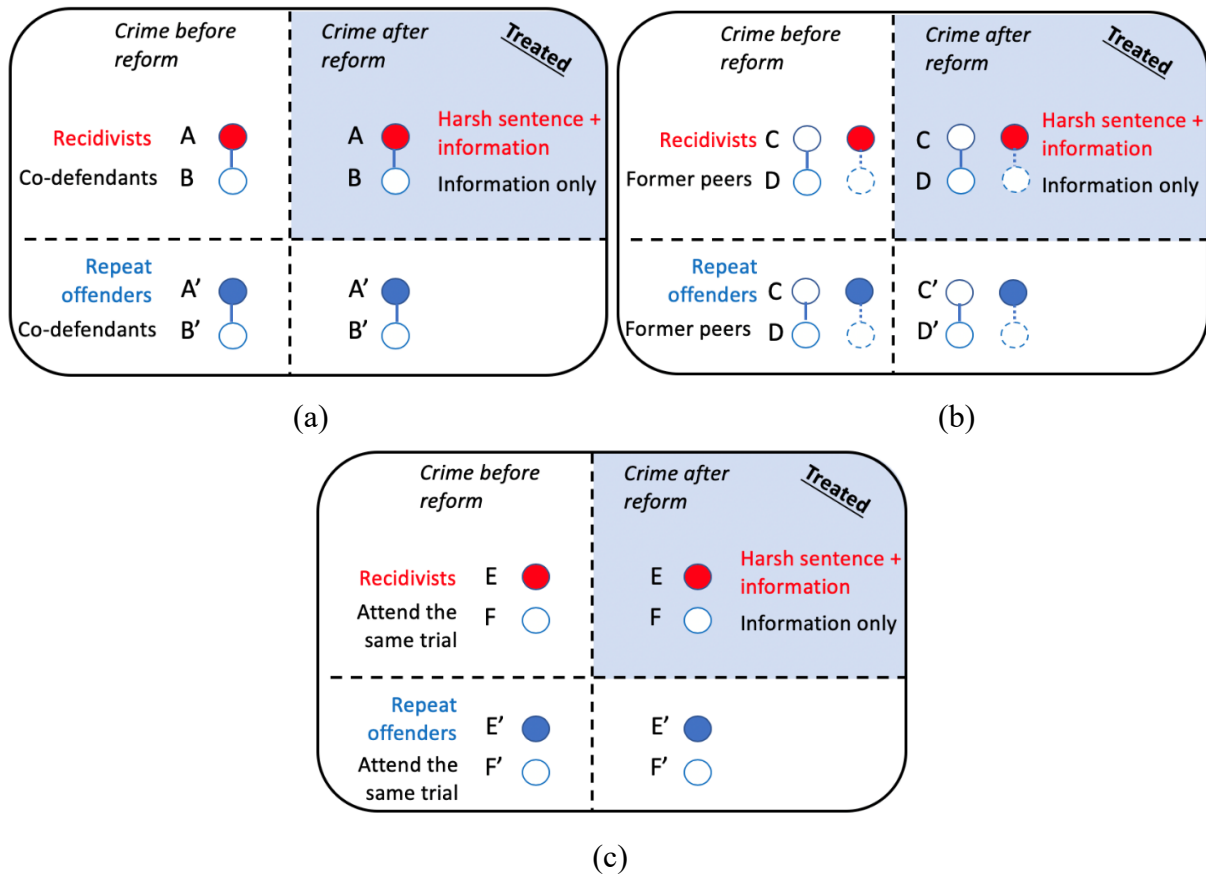 Crime before
reform
Crime after
reform
Treated
Recidivists A
A
Harsh sentence +
information
Co-defendants B
B
Information only
Repeat
offenders A’
A’
Co-defendants B’
B’
(a)
Crime before
reform
Crime after
reform
Treated
Recidivists C
C
Harsh sentence +
information
Former peers D
D
Information only
Repeat
offenders C
C’
Former peers D
D’
(b)
Crime before
reform
Crime after
reform
Treated
Recidivists E
E
Harsh sentence +
information
Attend the
same trial
F
F
Information only
Repeat
offenders
E’
E’
Attend the
same trial
F’
F’
(c)